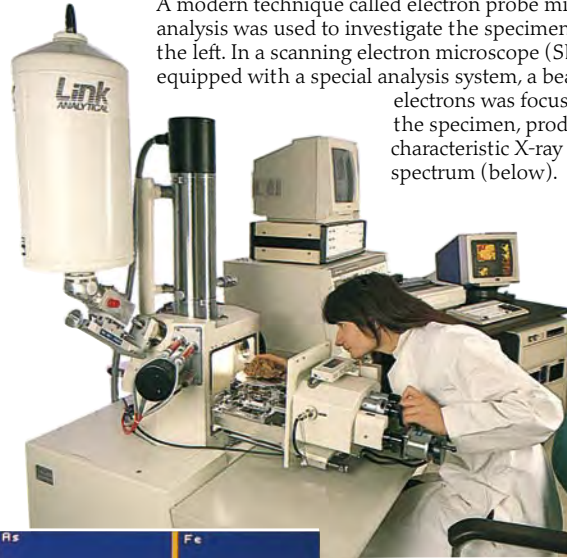 A modern technique called electron probe mi
analysis was used to investigate the specimen
the left. In a scanning electron microscope (S
equipped with a special analysis system, a bea
electrons was focus
the specimen, prod
characteristic X-ray
spectrum (below).
Link
ANALYTICAL
As
Fe